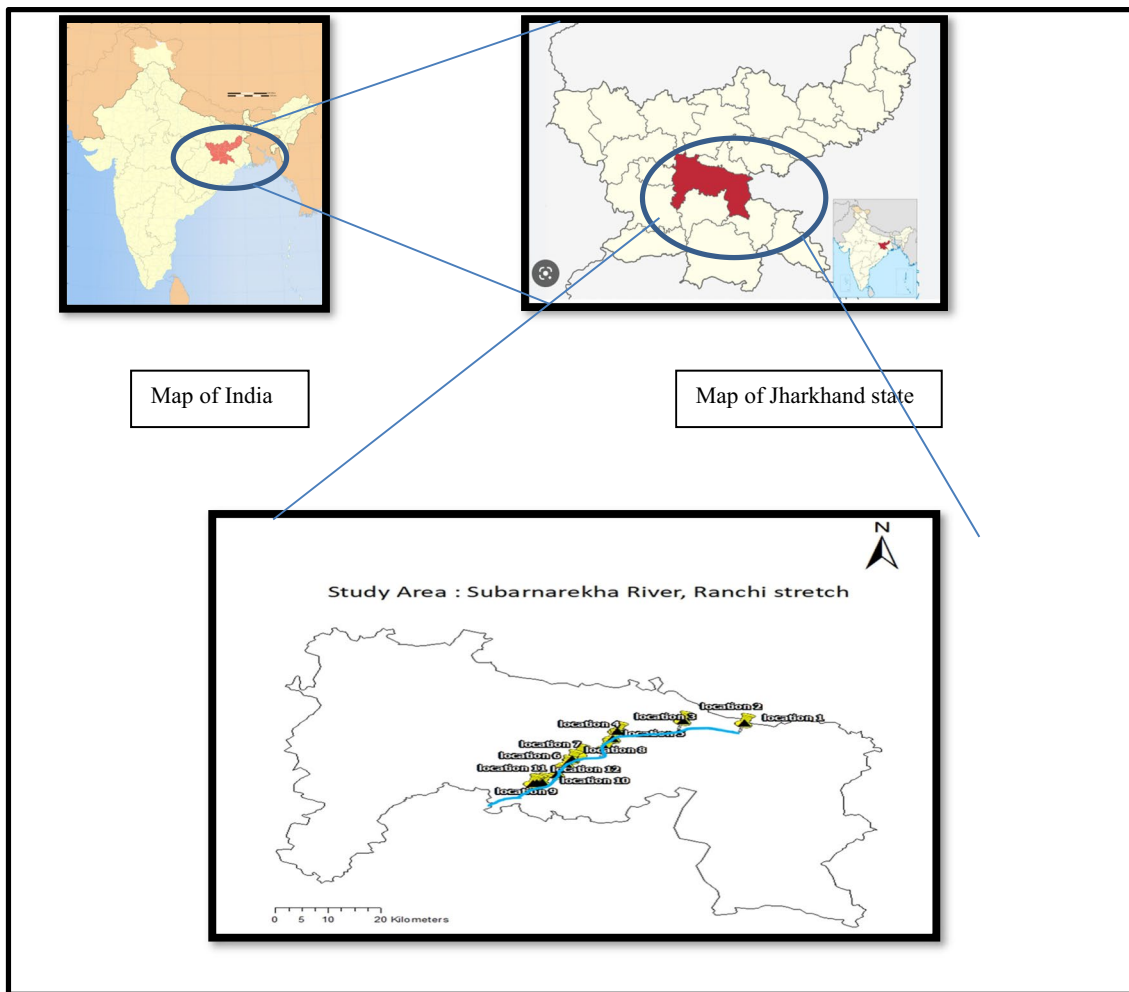 Map of India
Map of Jharkhand state
N
Study Area : Subarnarekha River, Ranchi stretch
location 2
location 3
location 1
location 4
location 5
location 7
location 8
location 6
location 11
location 12
location 10
location 9
0 5 10 20 Kilometers